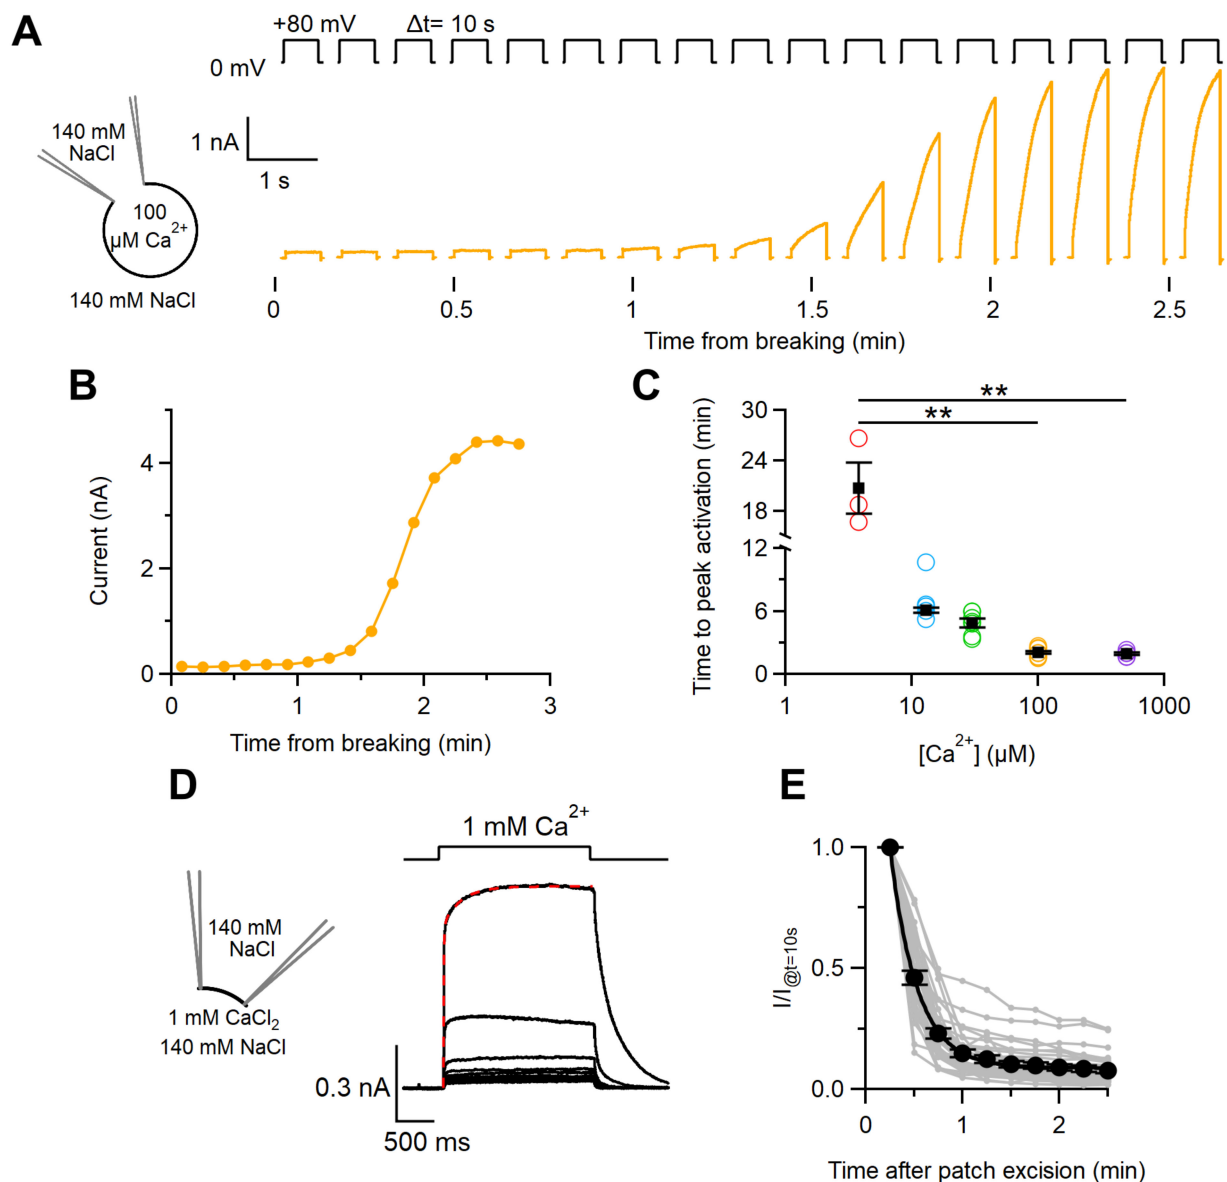 A
+80 mV Δt= 10 s
0 mV
1 nA
1 s
140 mM
NaCl
100
µM Ca2+
140 mM NaCl
0 0.5 1 1.5 2 2.5
Time from breaking (min)
B
Current (nA)
4
2
0
0 1 2 3
Time from breaking (min)
C
Time to peak activation (min)
** 
**
30
24
18
12
6
0
1 10 100 1000
[Ca2+] (µM)
D
1 mM Ca2+
140 mM
NaCl
1 mM CaCl2
140 mM NaCl
0.3 nA
500 ms
E
I/I@t=10s
1.0
0.5
0.0
0 1 2
Time after patch excision (min)